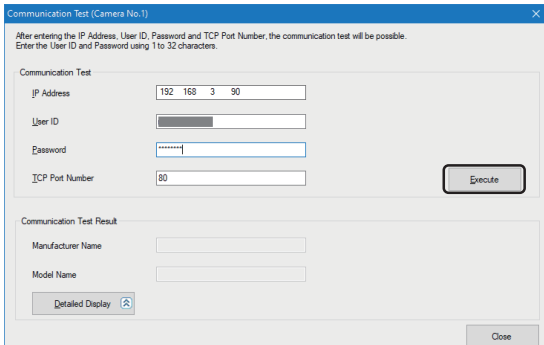 Communication Test (Camera No.1)
After entering the IP Address, User ID, Password and TCP Port Number, the communication test will be possible.
Enter the User ID and Password using 1 to 32 characters.
Communication Test
IP Address 192 168 3 90
User ID
Password ********
TCP Port Number 80
Execute
Communication Test Result
Manufacturer Name
Model Name
Detailed Display
Close